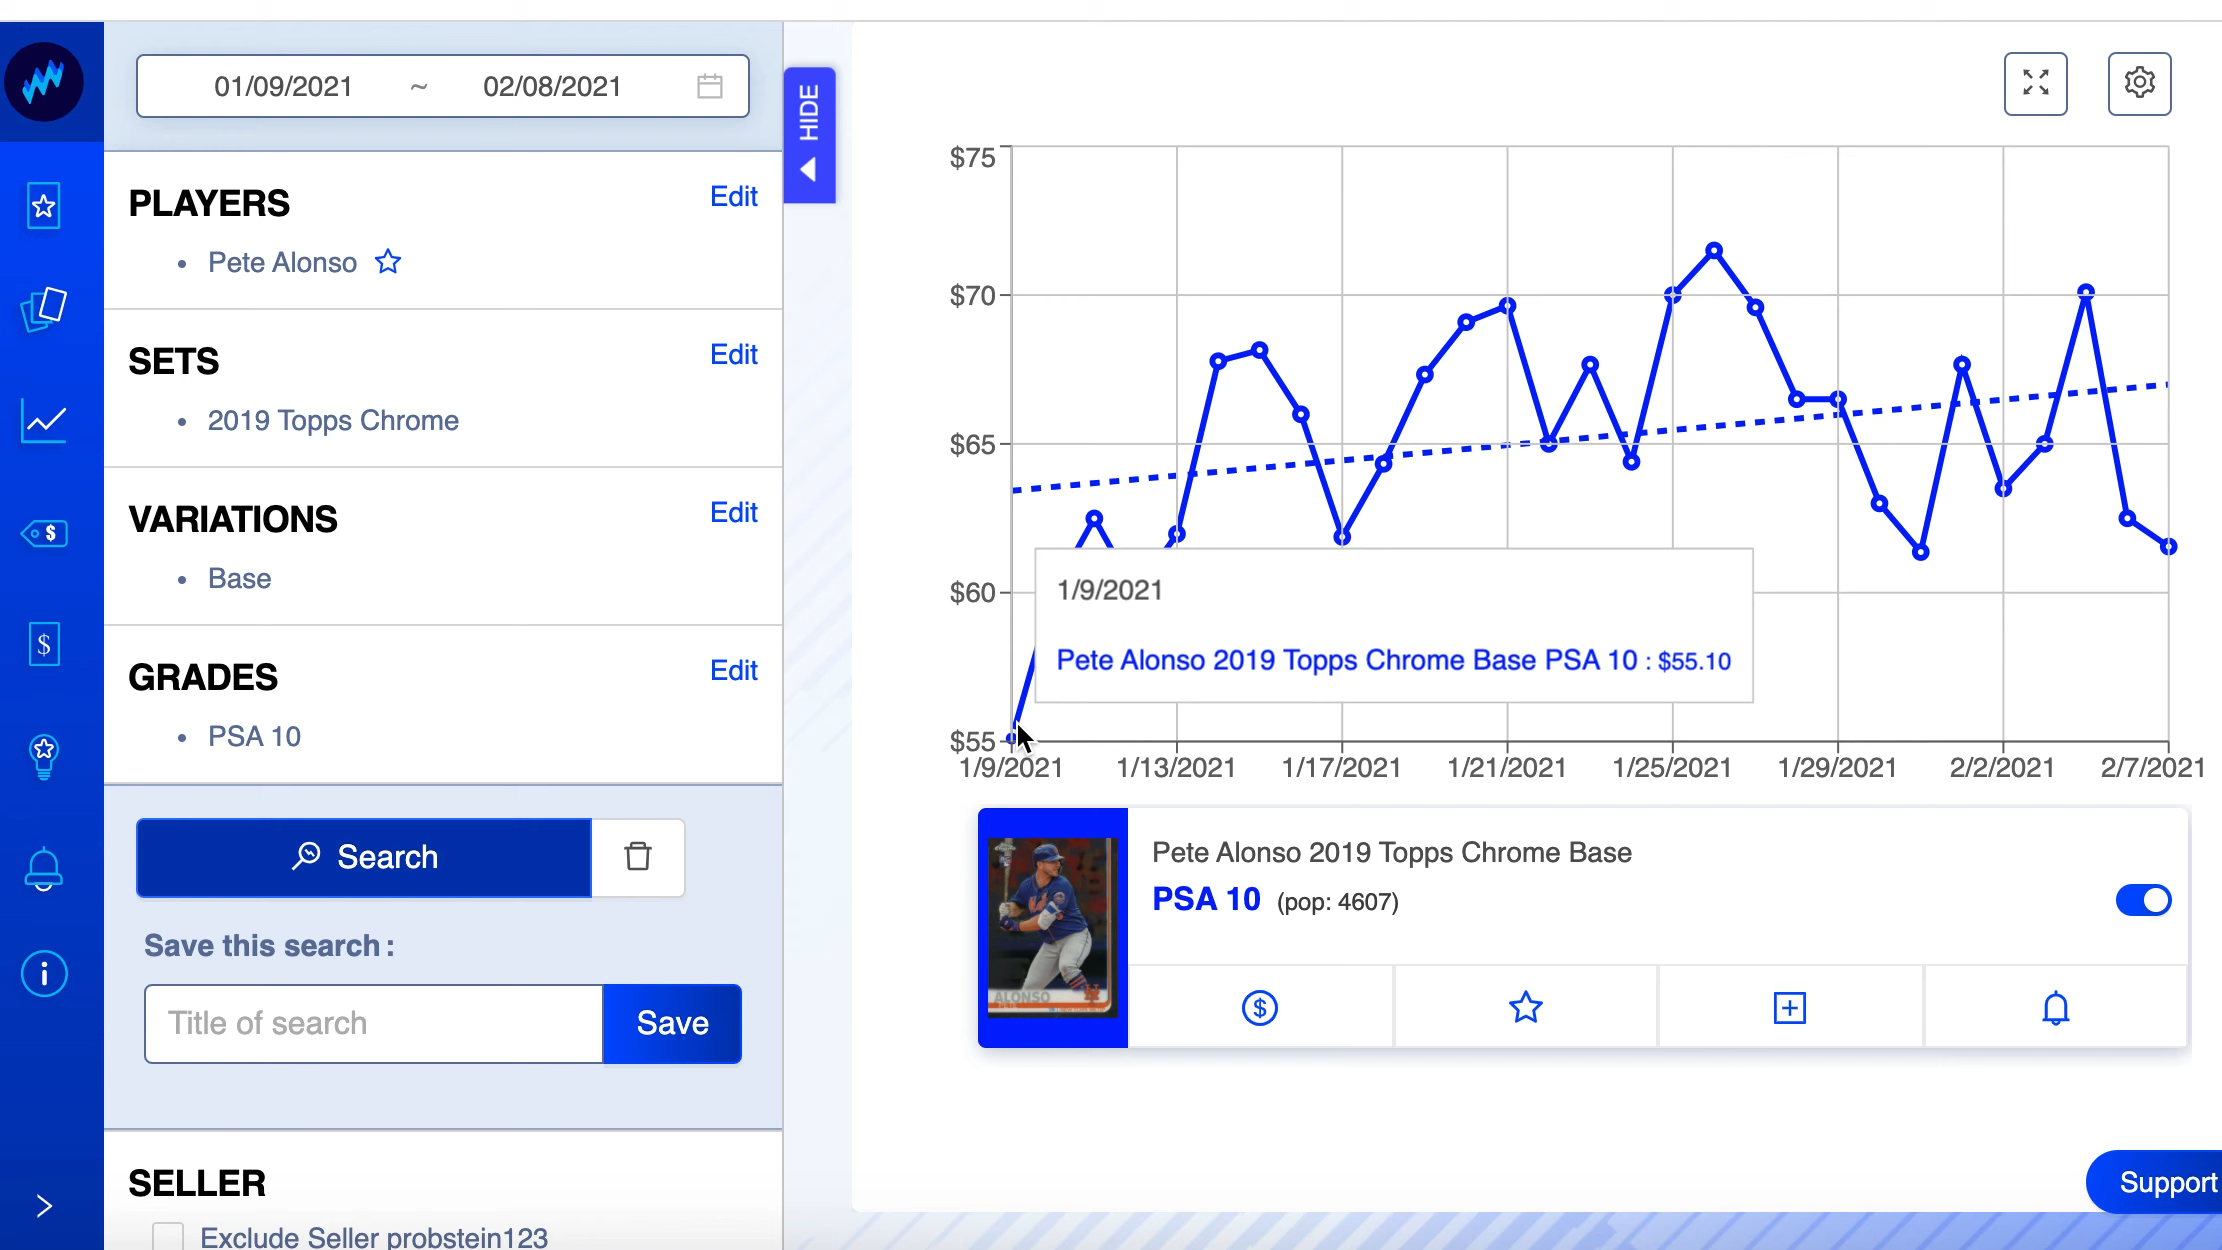 01/09/2021 ~ 02/08/2021
HIDE
PLAYERS Edit
• Pete Alonso
SETS Edit
• 2019 Topps Chrome
VARIATIONS Edit
• Base
GRADES Edit
• PSA 10
Search
Save this search :
Title of search Save
SELLER
Exclude Seller probstein123
$75
$70
$65
$60
$55
1/9/2021
Pete Alonso 2019 Topps Chrome Base PSA 10 : $55.10
1/9/2021 1/13/2021 1/17/2021 1/21/2021 1/25/2021 1/29/2021 2/2/2021 2/7/2021
ALONSO
Pete Alonso 2019 Topps Chrome Base
PSA 10 (pop: 4607)
Support